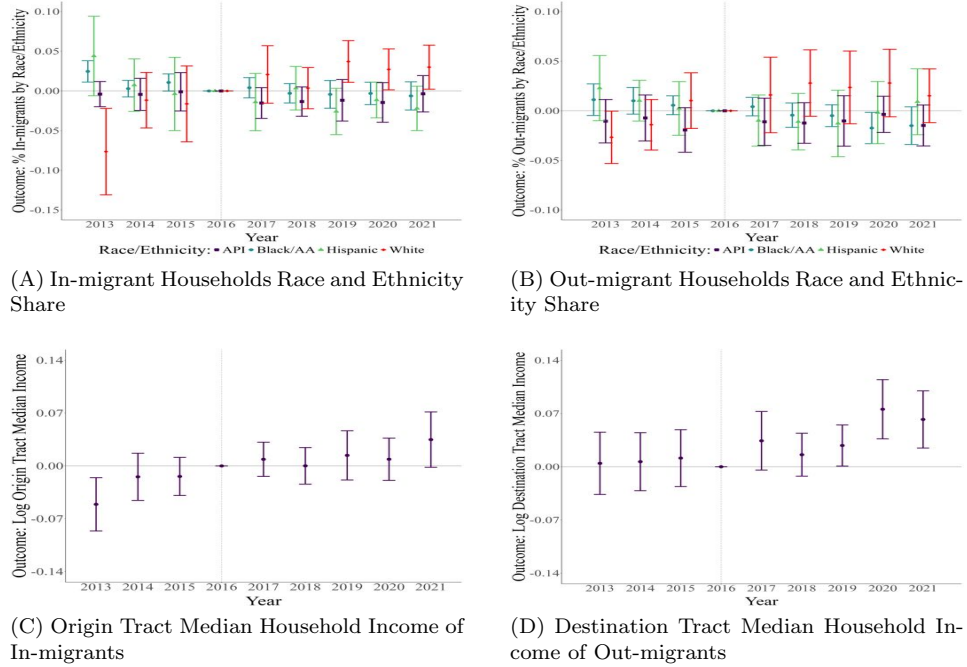 0.10
0.05
0.00
-0.05
-0.10
-0.15
Outcome: % In-migrants by Race/Ethnicity
2013 2014 2015 2016 2017 2018 2019 2020 2021
Year
Race/Ethnicity: API Black/AA Hispanic White
(A) In-migrant Households Race and Ethnicity
Share
0.10
0.05
0.00
-0.05
-0.10
Outcome: % Out-migrants by Race/Ethnicity
2013 2014 2015 2016 2017 2018 2019 2020 2021
Year
Race/Ethnicity: API Black/AA Hispanic White
(B) Out-migrant Households Race and Ethnic-
ity Share
0.14
0.07
0.00
-0.07
-0.14
Outcome: Log Origin Tract Median Income
2013 2014 2015 2016 2017 2018 2019 2020 2021
Year
(C) Origin Tract Median Household Income of
In-migrants
0.14
0.07
0.00
-0.07
-0.14
Outcome: Log Destination Tract Median Income
2013 2014 2015 2016 2017 2018 2019 2020 2021
Year
(D) Destination Tract Median Household In-
come of Out-migrants